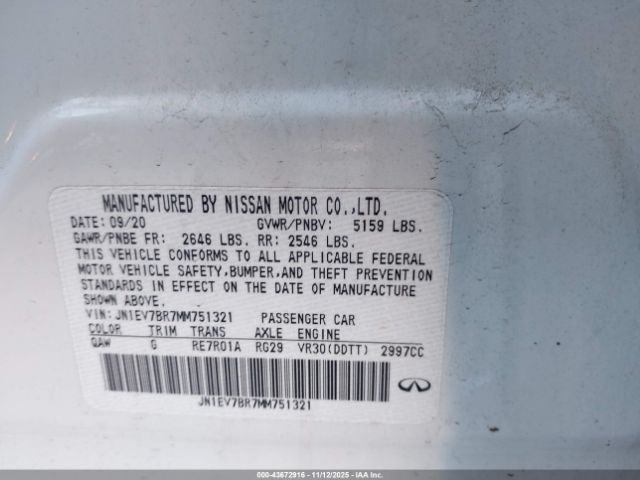 MANUFACTURED BY NISSAN MOTOR CO.,LTD.
DATE: 09/20 GVWR/PNBV: 5159 LBS.
GAWR/PNBE FR: 2646 LBS. RR: 2546 LBS.
THIS VEHICLE CONFORMS TO ALL APPLICABLE FEDERAL
MOTOR VEHICLE SAFETY,BUMPER,AND THEFT PREVENTION
STANDARDS IN EFFECT ON THE DATE OF MANUFACTURE
SHOWN ABOVE.
VIN: JN1EV7BR7MM751321 PASSENGER CAR
COLOR TRIM TRANS AXLE ENGINE
QAW G RE7R01A RG29 VR30(DDTT) 2997CC
JN1EV7BR7MM751321
000-43672916 - 11/12/2025 - IAAI.COM